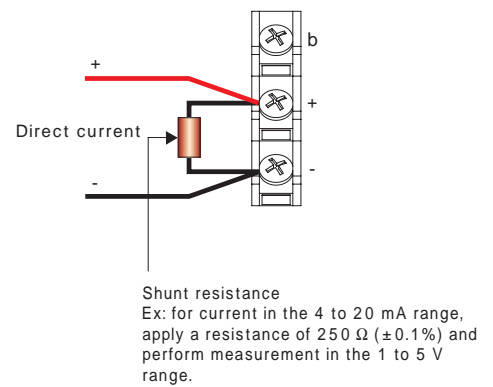 b
+
+
Direct current
-
-
Shunt resistance
Ex: for current in the 4 to 20 mA range,
apply a resistance of 250 Ω (±0.1%) and
perform measurement in the 1 to 5 V
range.